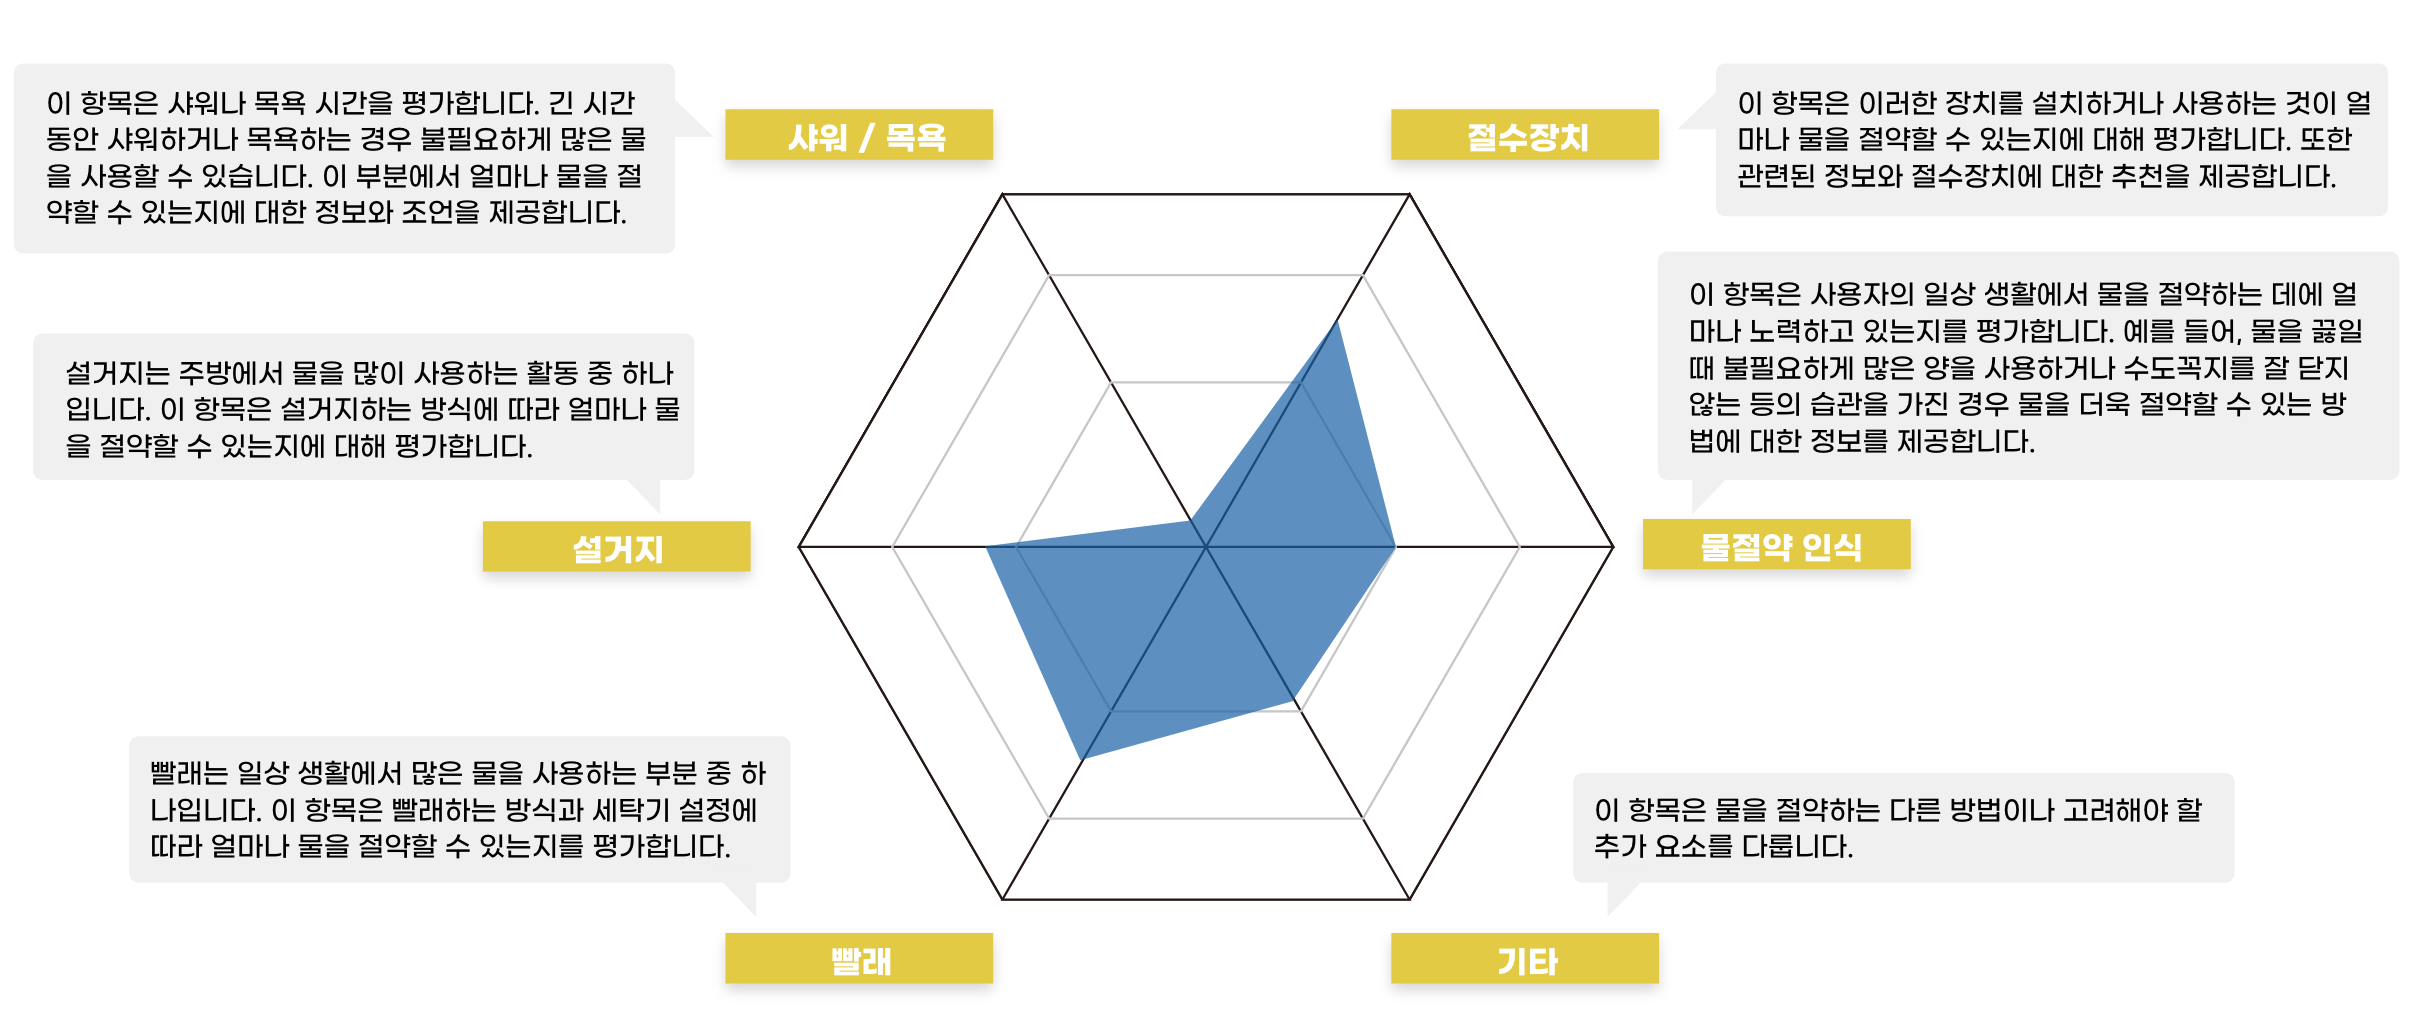 이 항목은 샤워나 목욕 시간을 평가합니다. 긴 시간
동안 샤워하거나 목욕하는 경우 불필요하게 많은 물
을 사용할 수 있습니다. 이 부분에서 얼마나 물을 절
약할 수 있는지에 대한 정보와 조언을 제공합니다.
샤워 / 목욕
절수장치
이 항목은 이러한 장치를 설치하거나 사용하는 것이 얼
마나 물을 절약할 수 있는지에 대해 평가합니다. 또한
관련된 정보와 절수장치에 대한 추천을 제공합니다.
설거지는 주방에서 물을 많이 사용하는 활동 중 하나
입니다. 이 항목은 설거지하는 방식에 따라 얼마나 물
을 절약할 수 있는지에 대해 평가합니다.
설거지
이 항목은 사용자의 일상 생활에서 물을 절약하는 데에 얼
마나 노력하고 있는지를 평가합니다. 예를 들어, 물을 끓일
때 불필요하게 많은 양을 사용하거나 수도꼭지를 잘 닫지
않는 등의 습관을 가진 경우 물을 더욱 절약할 수 있는 방
법에 대한 정보를 제공합니다.
물절약 인식
빨래는 일상 생활에서 많은 물을 사용하는 부분 중 하
나입니다. 이 항목은 빨래하는 방식과 세탁기 설정에
따라 얼마나 물을 절약할 수 있는지를 평가합니다.
빨래
이 항목은 물을 절약하는 다른 방법이나 고려해야 할
추가 요소를 다룹니다.
기타